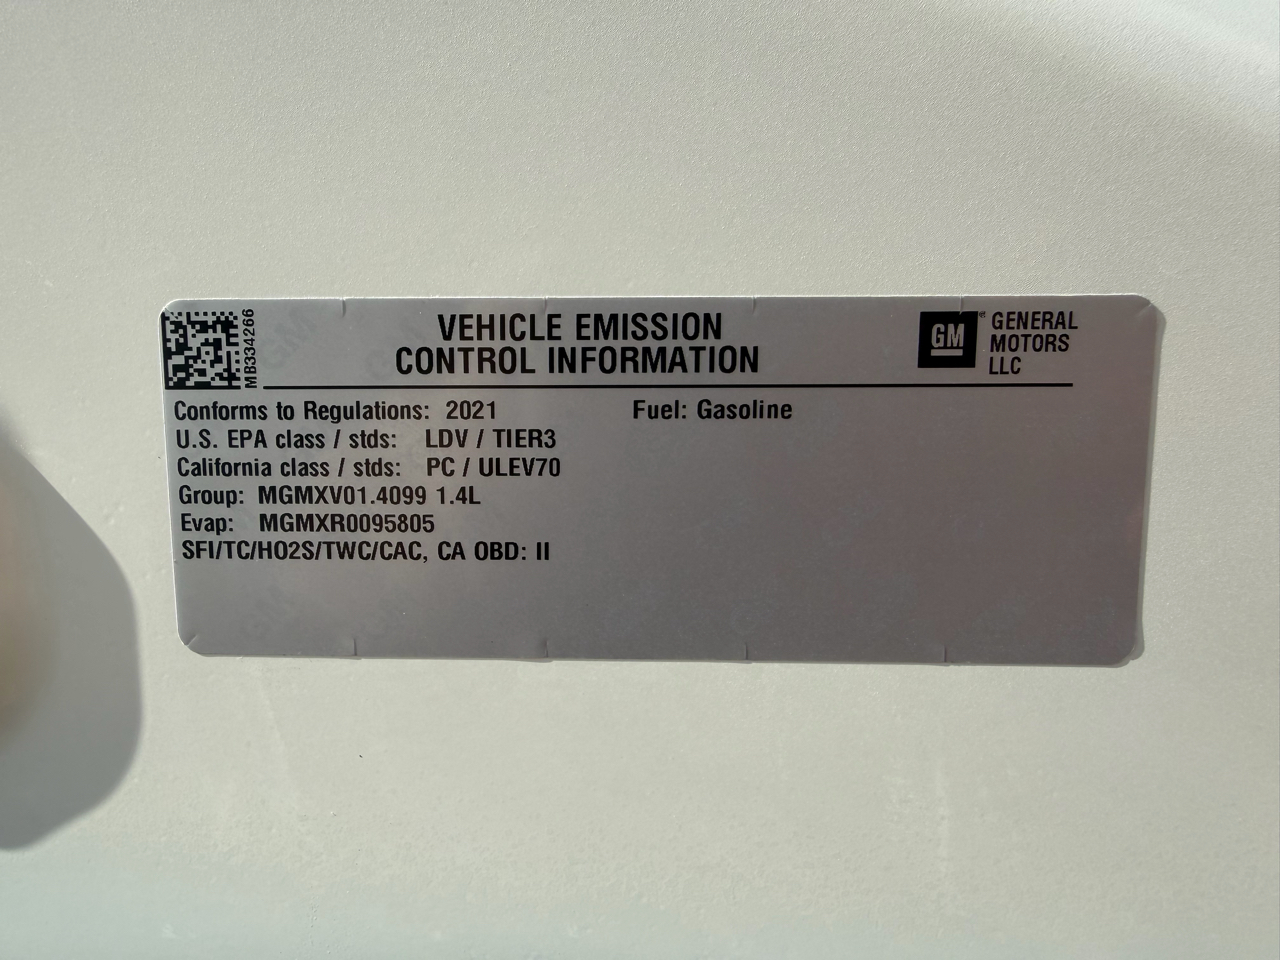 MB334266
VEHICLE EMISSION
CONTROL INFORMATION
GM®
GENERAL
MOTORS
LLC
Conforms to Regulations: 2021
Fuel: Gasoline
U.S. EPA class / stds: LDV / TIER3
California class / stds: PC / ULEV70
Group: MGMXV01.4099 1.4L
Evap: MGMXR0095805
SFI/TC/HO2S/TWC/CAC, CA OBD: II